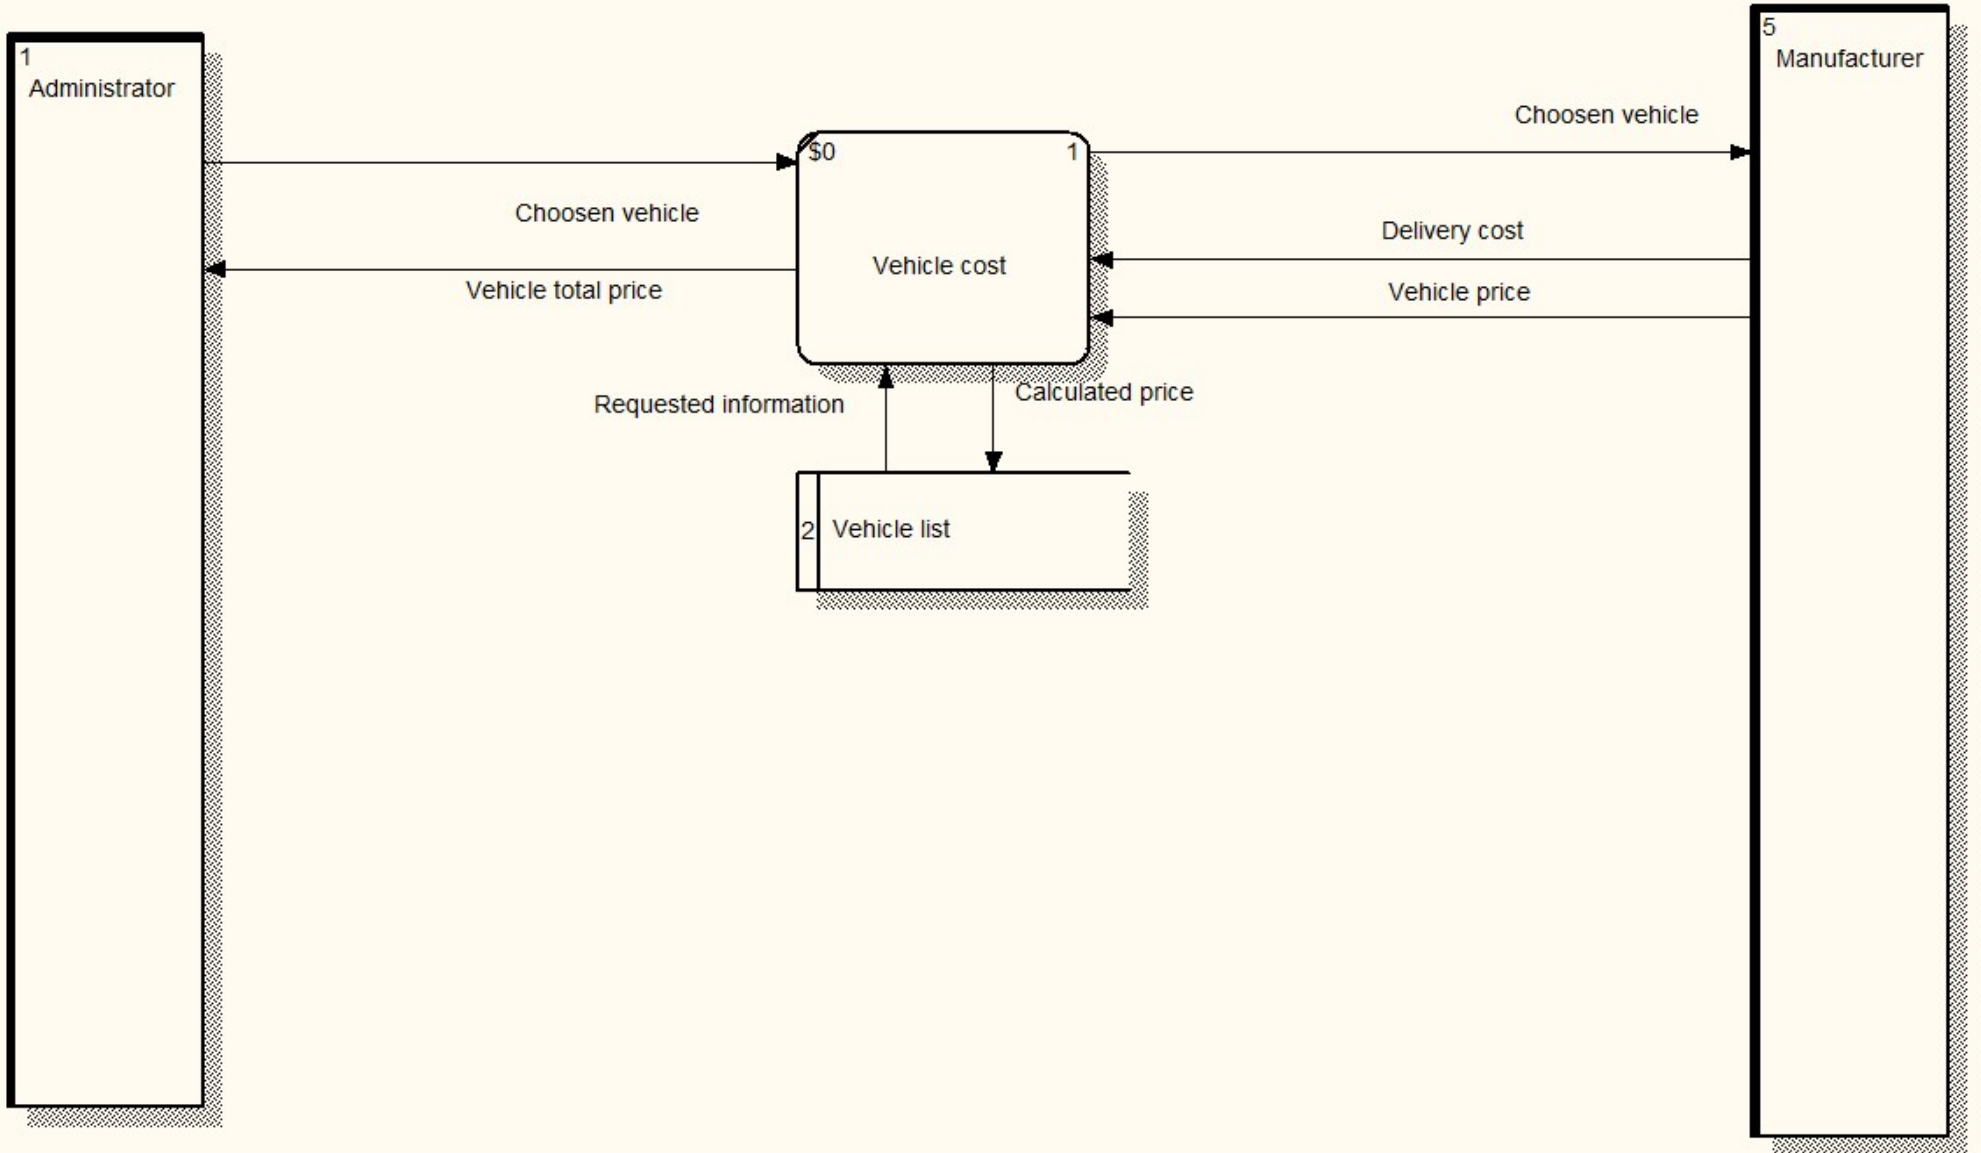 1
Administrator
5
Manufacturer
Choosen vehicle
$0
1
Vehicle cost
Choosen vehicle
Vehicle total price
Delivery cost
Vehicle price
Requested information
Calculated price
2
Vehicle list